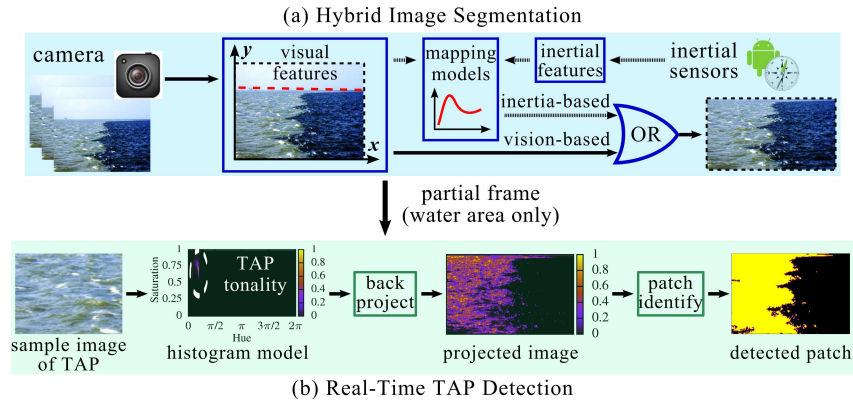 (a) Hybrid Image Segmentation
camera
y
visual
features
x
mapping
models
inertial
features
inertial
sensors
inertia-based
vision-based
OR
partial frame
(water area only)
sample image
of TAP
Saturation
1
0.75
0.5
0.25
0
0 π/2 π 3π/2 2π
Hue
TAP
tonality
1
0.8
0.6
0.4
0.2
0
histogram model
back
project
1
0.8
0.6
0.4
0.2
0
projected image
patch
identify
detected patch
(b) Real-Time TAP Detection